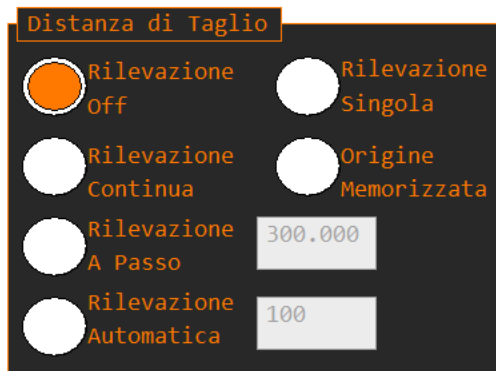 Distanza di Taglio
Rilevazione
Off
Rilevazione
Singola
Rilevazione
Continua
Origine
Memorizzata
Rilevazione
A Passo
300.000
Rilevazione
Automatica
100